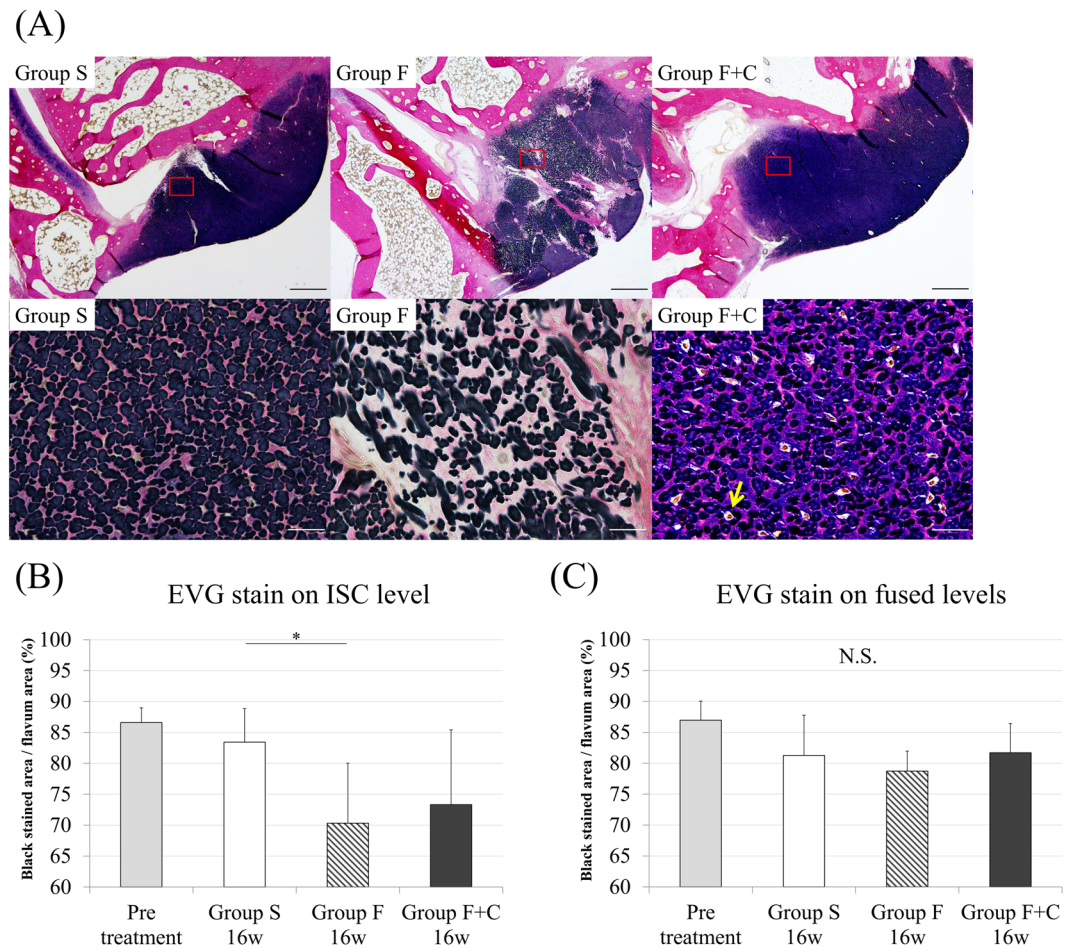 (A)
Group S
Group F
Group F+C
Group S
Group F
Group F+C
(B)
EVG stain on ISC level
Black stained area / flavum area (%)
100
95
90
85
80
75
70
65
60
*
Pre
treatment
Group S
16w
Group F
16w
Group F+C
16w
(C)
EVG stain on fused levels
Black stained area / flavum area (%)
100
95
90
85
80
75
70
65
60
N.S.
Pre
treatment
Group S
16w
Group F
16w
Group F+C
16w